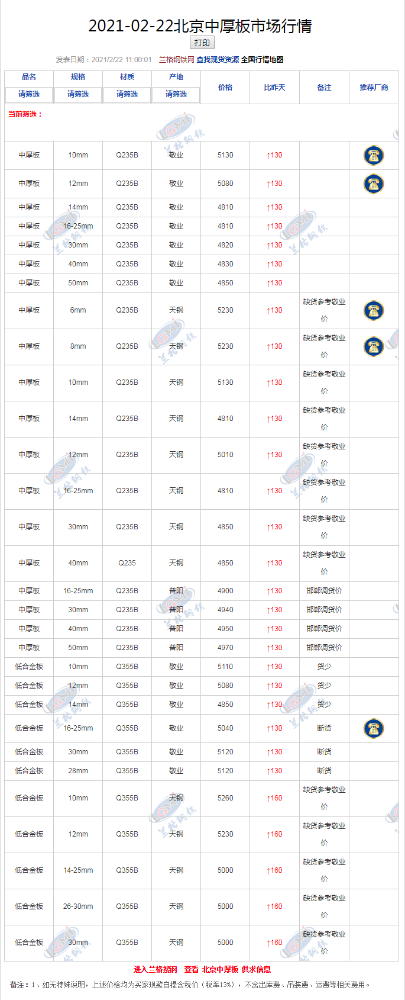 2021-02-22北京中厚板市场行情
打印
发表日期：2021/2/22 11:00:01 兰格钢铁网 查找现货资源 全国行情地图
品名 规格 材质 产地 价格 比昨天 备注 推荐厂商
请筛选 请筛选 请筛选 请筛选
当前筛选：
中厚板 10mm Q235B 敬业 5130 ↑130
中厚板 12mm Q235B 敬业 5080 ↑130
中厚板 14mm Q235B 敬业 4810 ↑130
中厚板 16-25mm Q235B 敬业 4810 ↑130
中厚板 30mm Q235B 敬业 4820 ↑130
中厚板 40mm Q235B 敬业 4830 ↑130
中厚板 50mm Q235B 敬业 4850 ↑130
中厚板 6mm Q235B 天钢 5230 ↑130 缺货参考敬业
价
中厚板 8mm Q235B 天钢 5230 ↑130 缺货参考敬业
价
中厚板 10mm Q235B 天钢 5130 ↑130 缺货参考敬业
价
中厚板 14mm Q235B 天钢 4810 ↑130 缺货参考敬业
价
中厚板 12mm Q235B 天钢 5010 ↑130 缺货参考敬业
价
中厚板 16-25mm Q235B 天钢 4810 ↑130 缺货参考敬业
价
中厚板 30mm Q235B 天钢 4850 ↑130 缺货参考敬业
价
中厚板 40mm Q235 天钢 4850 ↑130 缺货参考敬业
价
中厚板 16-25mm Q235B 普阳 4900 ↑130 邯郸调货价
中厚板 30mm Q235B 普阳 4940 ↑130 邯郸调货价
中厚板 40mm Q235B 普阳 4950 ↑130 邯郸调货价
中厚板 50mm Q235B 普阳 4970 ↑130 邯郸调货价
低合金板 10mm Q355B 敬业 5110 ↑130 货少
低合金板 12mm Q355B 敬业 5080 ↑130 货少
低合金板 14mm Q355B 敬业 4850 ↑130 货少
低合金板 16-25mm Q355B 敬业 5040 ↑130 断货
低合金板 30mm Q355B 敬业 5120 ↑130 断货
低合金板 28mm Q355B 敬业 5120 ↑130 断货
低合金板 10mm Q355B 天钢 5260 ↑160 缺货参考敬业
价
低合金板 12mm Q355B 天钢 5230 ↑160 缺货参考敬业
价
低合金板 14-25mm Q355B 天钢 5000 ↑160 缺货参考敬业
价
低合金板 26-30mm Q355B 天钢 5000 ↑160 缺货参考敬业
价
低合金板 30mm Q355B 天钢 5000 ↑160 缺货参考敬业
价
进入兰格搜网 查看 北京中厚板 供求信息
备注：1、如无特殊说明，上述价格均为买家现款自提含税价（税率13%），不含出库费、吊装费、运费等相关费用。